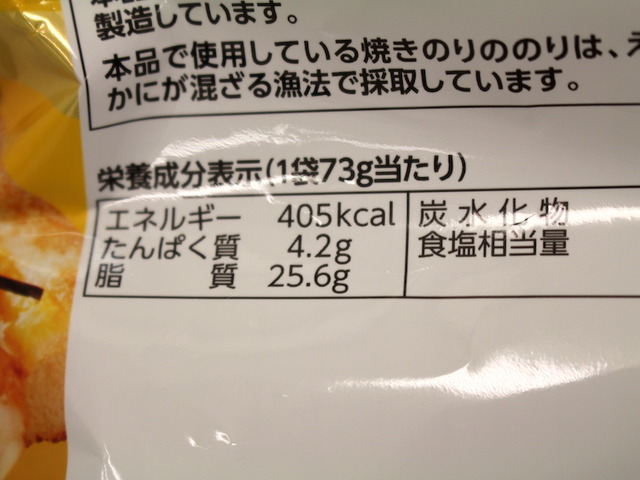 製造しています。
本品で使用している焼きのりののりは、え
かにが混ざる漁法で採取しています。
栄養成分表示(1袋73g当たり)
エネルギー 405kcal 炭水化物
たんぱく質 4.2g 食塩相当量
脂質 25.6g